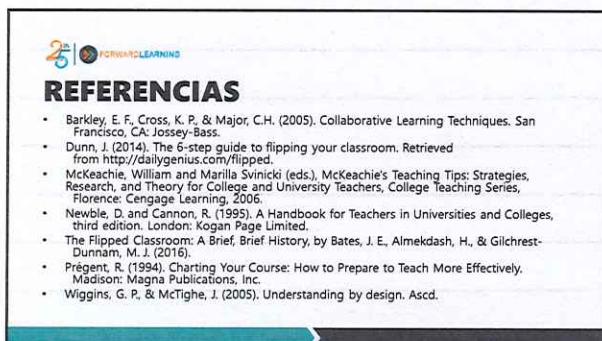 25
FORWARDLEARNING
REFERENCIAS
• Barkley, E. F., Cross, K. P., & Major, C.H. (2005). Collaborative Learning Techniques. San
Francisco, CA: Jossey-Bass.
• Dunn, J. (2014). The 6-step guide to flipping your classroom. Retrieved
from http://dailygenius.com/flipped.
• McKeachie, William and Marilla Svinicki (eds.), McKeachie's Teaching Tips: Strategies,
Research, and Theory for College and University Teachers, College Teaching Series,
Florence: Cengage Learning, 2006.
• Newble, D. and Cannon, R. (1995). A Handbook for Teachers in Universities and Colleges,
third edition. London: Kogan Page Limited.
• The Flipped Classroom: A Brief, Brief History, by Bates, J. E., Almekdash, H., & Gilchrest-
Dunnam, M. J. (2016).
• Prégent, R. (1994). Charting Your Course: How to Prepare to Teach More Effectively.
Madison: Magna Publications, Inc.
• Wiggins, G. P., & McTighe, J. (2005). Understanding by design. Ascd.